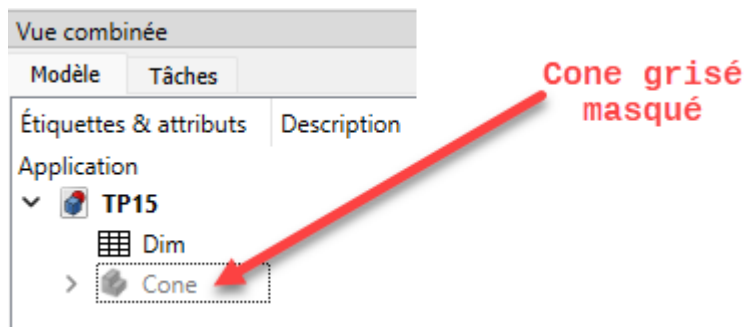 Vue combinée
Modèle Tâches
Étiquettes & attributs Description
Application
TP15
Dim
Cone
Cone grisé
masqué